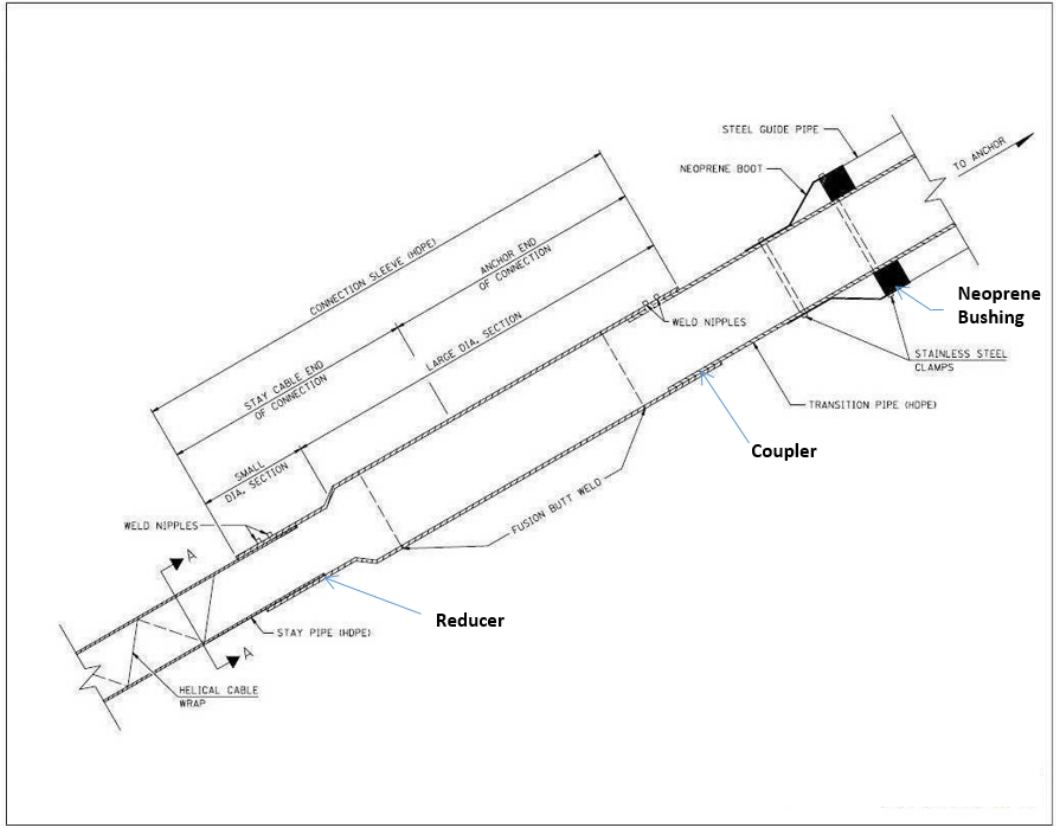 STEEL GUIDE PIPE
TO ANCHOR
NEOPRENE BOOT
CONNECTION SLEEVE (HDPE)
ANCHOR END
OF CONNECTION
STAY CABLE END
OF CONNECTION
LARGE DIA. SECTION
SMALL
DIA. SECTION
WELD NIPPLES
Neoprene
Bushing
STAINLESS STEEL
CLAMPS
TRANSITION PIPE (HDPE)
Coupler
FUSION BUTT WELD
WELD NIPPLES
A
Reducer
STAY PIPE (HDPE)
A
HELICAL CABLE
WRAP